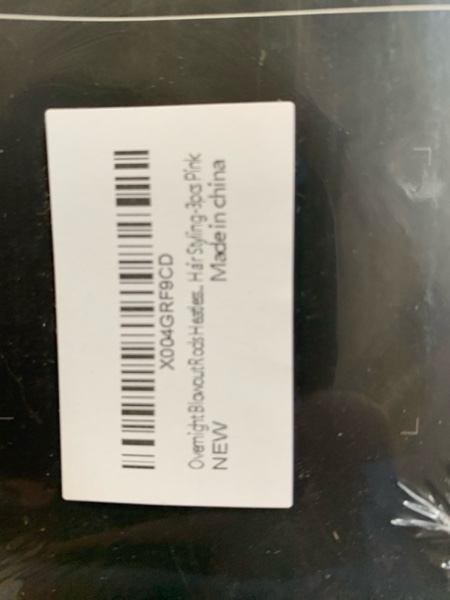 X004GRF9CD
Overnight Blowout Rods Heatles... Hair Styling-3pcs Pink
NEW Made in china